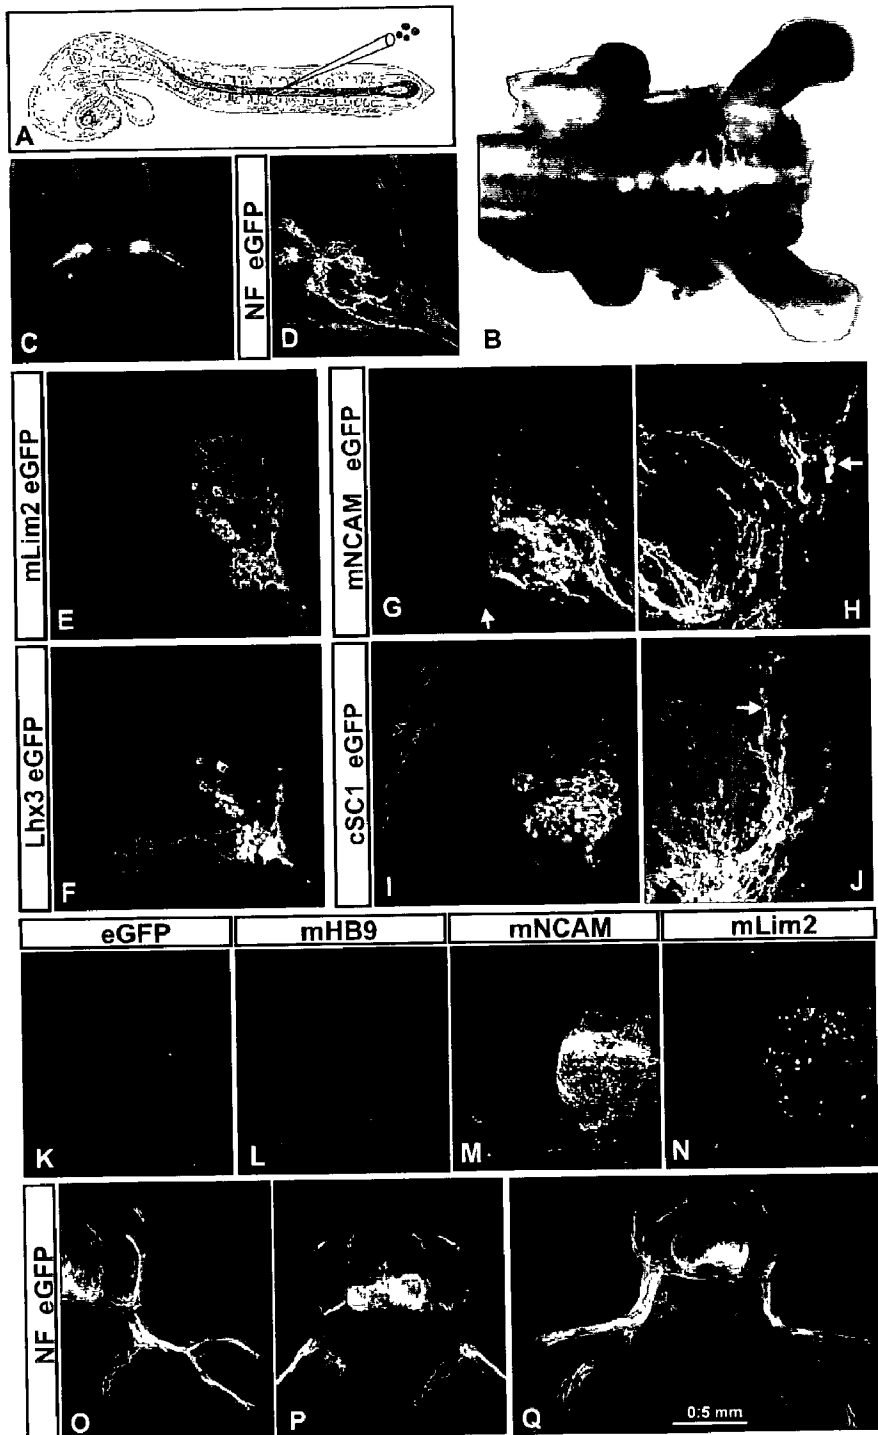 A
B
C
NF eGFP
D
mLim2 eGFP
E
mNCAM eGFP
G
H
Lhx3 eGFP
F
cSC1 eGFP
I
J
eGFP
mHB9
mNCAM
mLim2
K
L
M
N
NF eGFP
O
P
Q
0:5 mm